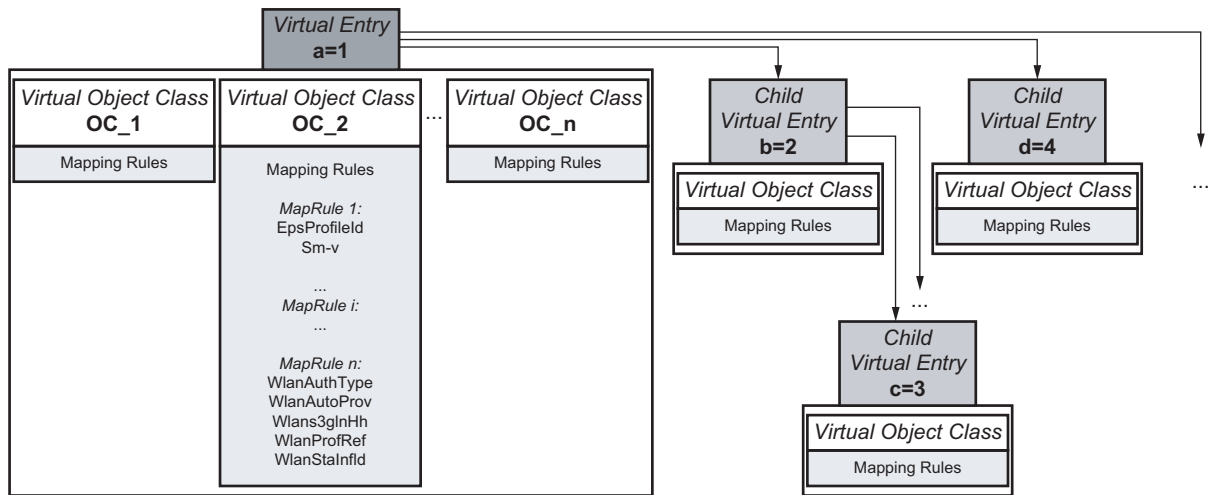 Virtual Entry
a=1
Virtual Object Class
OC_1
Mapping Rules
Virtual Object Class
OC_2
Mapping Rules
MapRule 1:
EpsProfileId
Sm-v
...
MapRule i:
...
MapRule n:
WlanAuthType
WlanAutoProv
Wlans3glnHh
WlanProfRef
WlanStaInfld
...
Virtual Object Class
OC_n
Mapping Rules
Child
Virtual Entry
b=2
Virtual Object Class
Mapping Rules
Child
Virtual Entry
d=4
Virtual Object Class
Mapping Rules
...
...
Child
Virtual Entry
c=3
Virtual Object Class
Mapping Rules